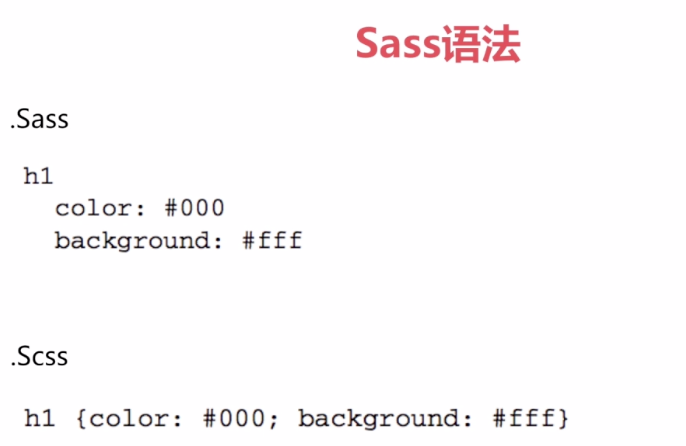 Sass语法
.Sass
h1
color: #000
background: #fff
.Scss
h1 {color: #000; background: #fff}